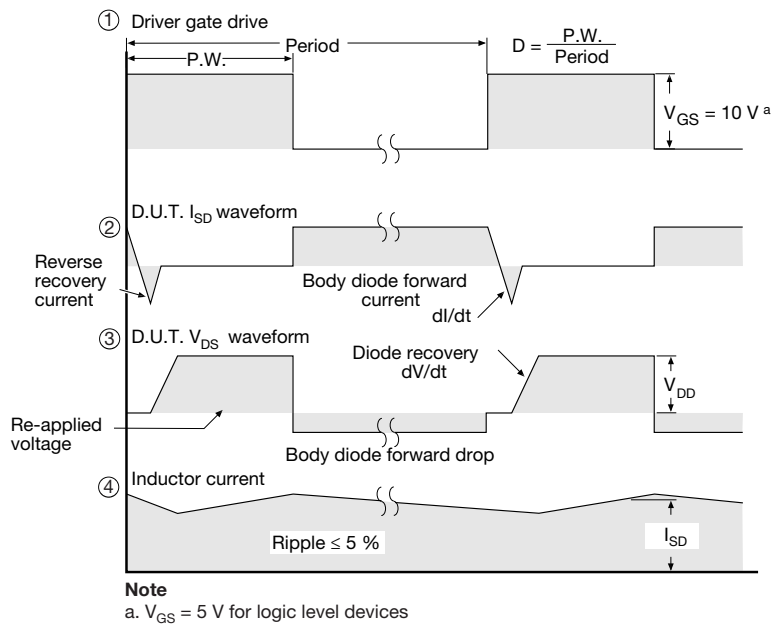 ① Driver gate drive
Period
P.W.
D = P.W. / Period
V_GS = 10 V ᵃ
② D.U.T. I_SD waveform
Reverse
recovery
current
Body diode forward
current
dI/dt
③ D.U.T. V_DS waveform
Diode recovery
dV/dt
V_DD
Re-applied
voltage
Body diode forward drop
④ Inductor current
Ripple ≤ 5 %
I_SD
Note
a. V_GS = 5 V for logic level devices